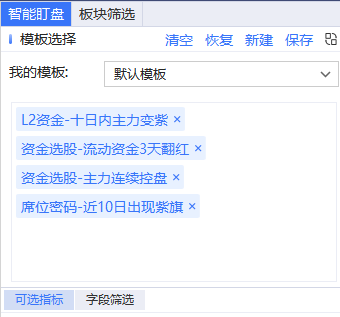 智能盯盘 板块筛选
模板选择 清空 恢复 新建 保存
我的模板: 默认模板
L2资金-十日内主力变紫 ×
资金选股-流动资金3天翻红 ×
资金选股-主力连续控盘 ×
席位密码-近10日出现紫旗 ×
可选指标 字段筛选